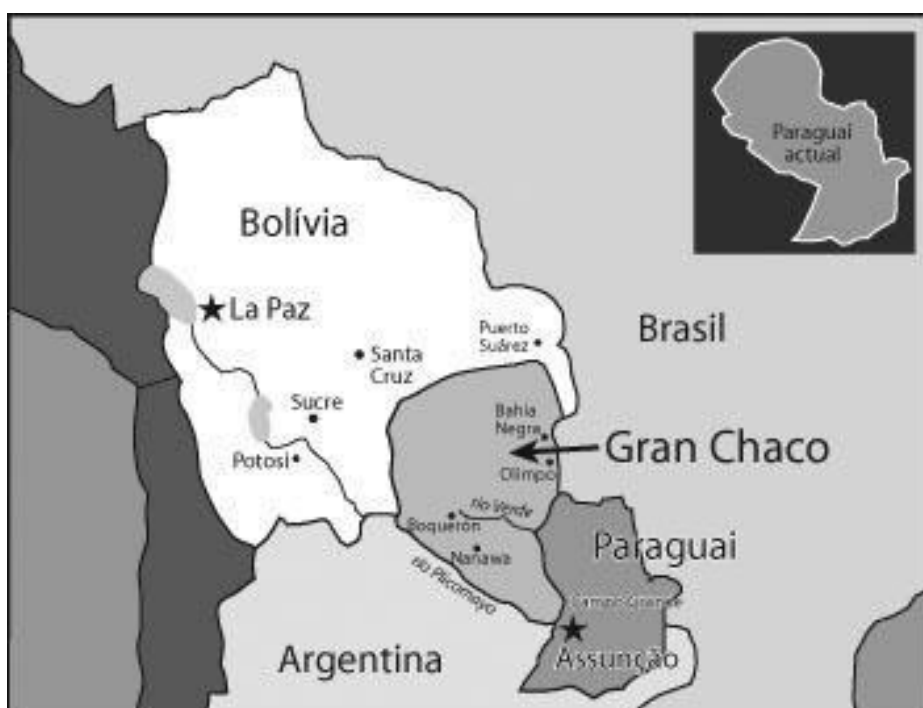 Paraguai
actual
Bolívia
La Paz
Brasil
Puerto
Suárez
Santa
Cruz
Sucre
Bahia
Negra
Gran Chaco
Olimpo
Potosí
rio Verde
Boquerón
Paraguai
Nanawa
rio Pilcomayo
Campo Grande
Assunção
Argentina